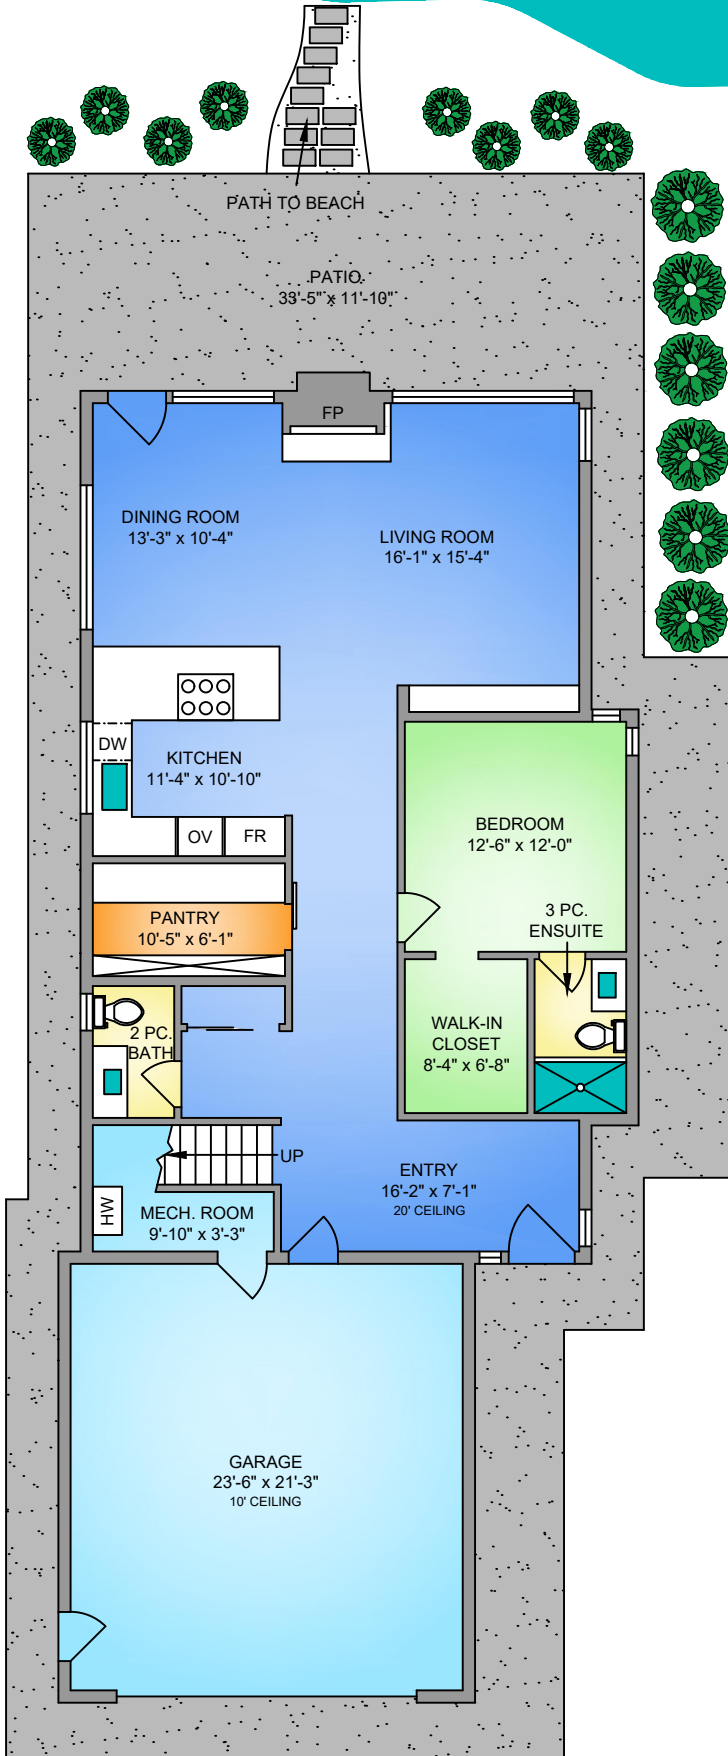 PATH TO BEACH
PATIO
33'-5" x 11'-10"
FP
DINING ROOM
13'-3" x 10'-4"
LIVING ROOM
16'-1" x 15'-4"
DW
KITCHEN
11'-4" x 10'-10"
OV
FR
BEDROOM
12'-6" x 12'-0"
PANTRY
10'-5" x 6'-1"
3 PC.
ENSUITE
2 PC.
BATH
WALK-IN
CLOSET
8'-4" x 6'-8"
UP
ENTRY
16'-2" x 7'-1"
20' CEILING
HW
MECH. ROOM
9'-10" x 3'-3"
GARAGE
23'-6" x 21'-3"
10' CEILING